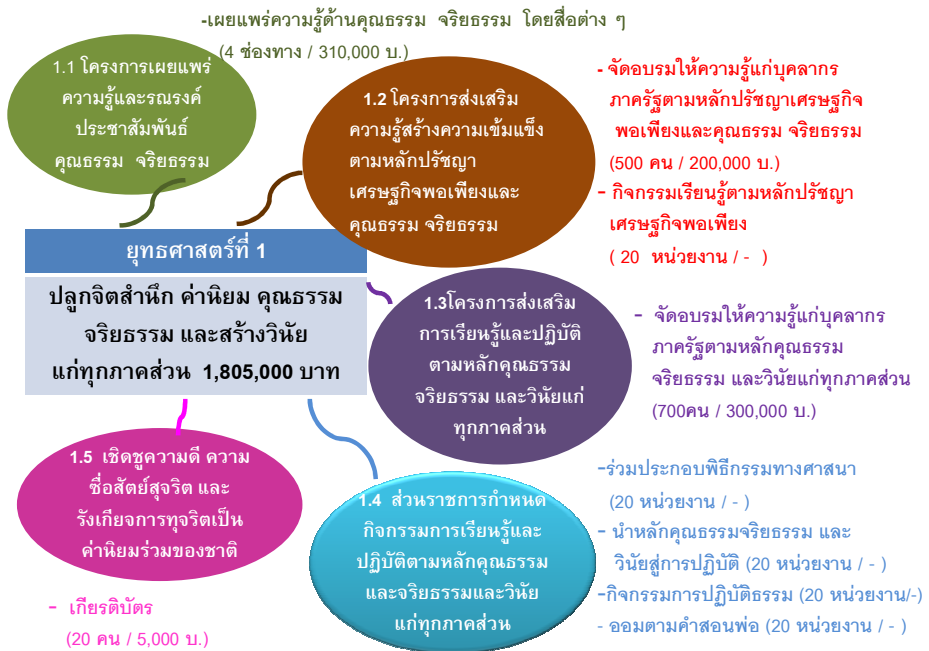 -เผยแพร่ความรู้ด้านคุณธรรม จริยธรรม โดยสื่อต่าง ๆ
(4 ช่องทาง / 310,000 บ.)
1.1 โครงการเผยแพร่
ความรู้และรณรงค์
ประชาสัมพันธ์
คุณธรรม จริยธรรม
1.2 โครงการส่งเสริม
ความรู้สร้างความเข้มแข็ง
ตามหลักปรัชญา
เศรษฐกิจพอเพียงและ
คุณธรรม จริยธรรม
- จัดอบรมให้ความรู้แก่บุคลากร
ภาครัฐตามหลักปรัชญาเศรษฐกิจ
พอเพียงและคุณธรรม จริยธรรม
(500 คน / 200,000 บ.)
- กิจกรรมเรียนรู้ตามหลักปรัชญา
เศรษฐกิจพอเพียง
( 20 หน่วยงาน / - )
ยุทธศาสตร์ที่ 1
ปลูกจิตสำนึก ค่านิยม คุณธรรม
จริยธรรม และสร้างวินัย
แก่ทุกภาคส่วน 1,805,000 บาท
1.3โครงการส่งเสริม
การเรียนรู้และปฏิบัติ
ตามหลักคุณธรรม
จริยธรรม และวินัยแก่
ทุกภาคส่วน
- จัดอบรมให้ความรู้แก่บุคลากร
ภาครัฐตามหลักคุณธรรม
จริยธรรม และวินัยแก่ทุกภาคส่วน
(700คน / 300,000 บ.)
1.5 เชิดชูความดี ความ
ซื่อสัตย์สุจริต และ
รังเกียจการทุจริตเป็น
ค่านิยมร่วมของชาติ
- เกียรติบัตร
(20 คน / 5,000 บ.)
1.4 ส่วนราชการกำหนด
กิจกรรมการเรียนรู้และ
ปฏิบัติตามหลักคุณธรรม
และจริยธรรมและวินัย
แก่ทุกภาคส่วน
-ร่วมประกอบพิธีกรรมทางศาสนา
(20 หน่วยงาน / - )
- นำหลักคุณธรรมจริยธรรม และ
วินัยสู่การปฏิบัติ (20 หน่วยงาน / - )
-กิจกรรมการปฏิบัติธรรม (20 หน่วยงาน/-)
- ออมตามคำสอนพ่อ (20 หน่วยงาน / - )